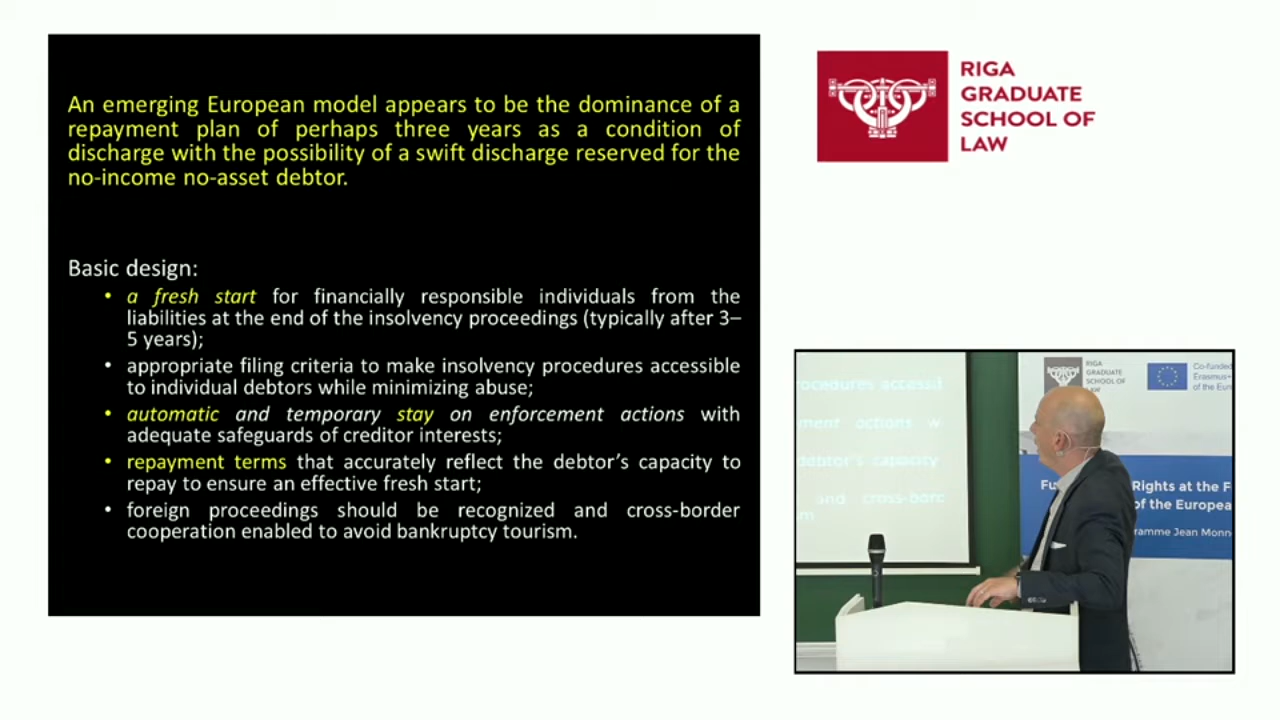 An emerging European model appears to be the dominance of a
repayment plan of perhaps three years as a condition of
discharge with the possibility of a swift discharge reserved for the
no-income no-asset debtor.
Basic design:
• a fresh start for financially responsible individuals from the
liabilities at the end of the insolvency proceedings (typically after 3–
5 years);
• appropriate filing criteria to make insolvency procedures accessible
to individual debtors while minimizing abuse;
• automatic and temporary stay on enforcement actions with
adequate safeguards of creditor interests;
• repayment terms that accurately reflect the debtor’s capacity to
repay to ensure an effective fresh start;
• foreign proceedings should be recognized and cross-border
cooperation enabled to avoid bankruptcy tourism.
RIGA
GRADUATE
SCHOOL OF
LAW
RIGA
GRADUATE
SCHOOL OF
LAW
Co-funded
Erasmus+
of the Eur
Rights at the F
of the Europea
ramme Jean Monn